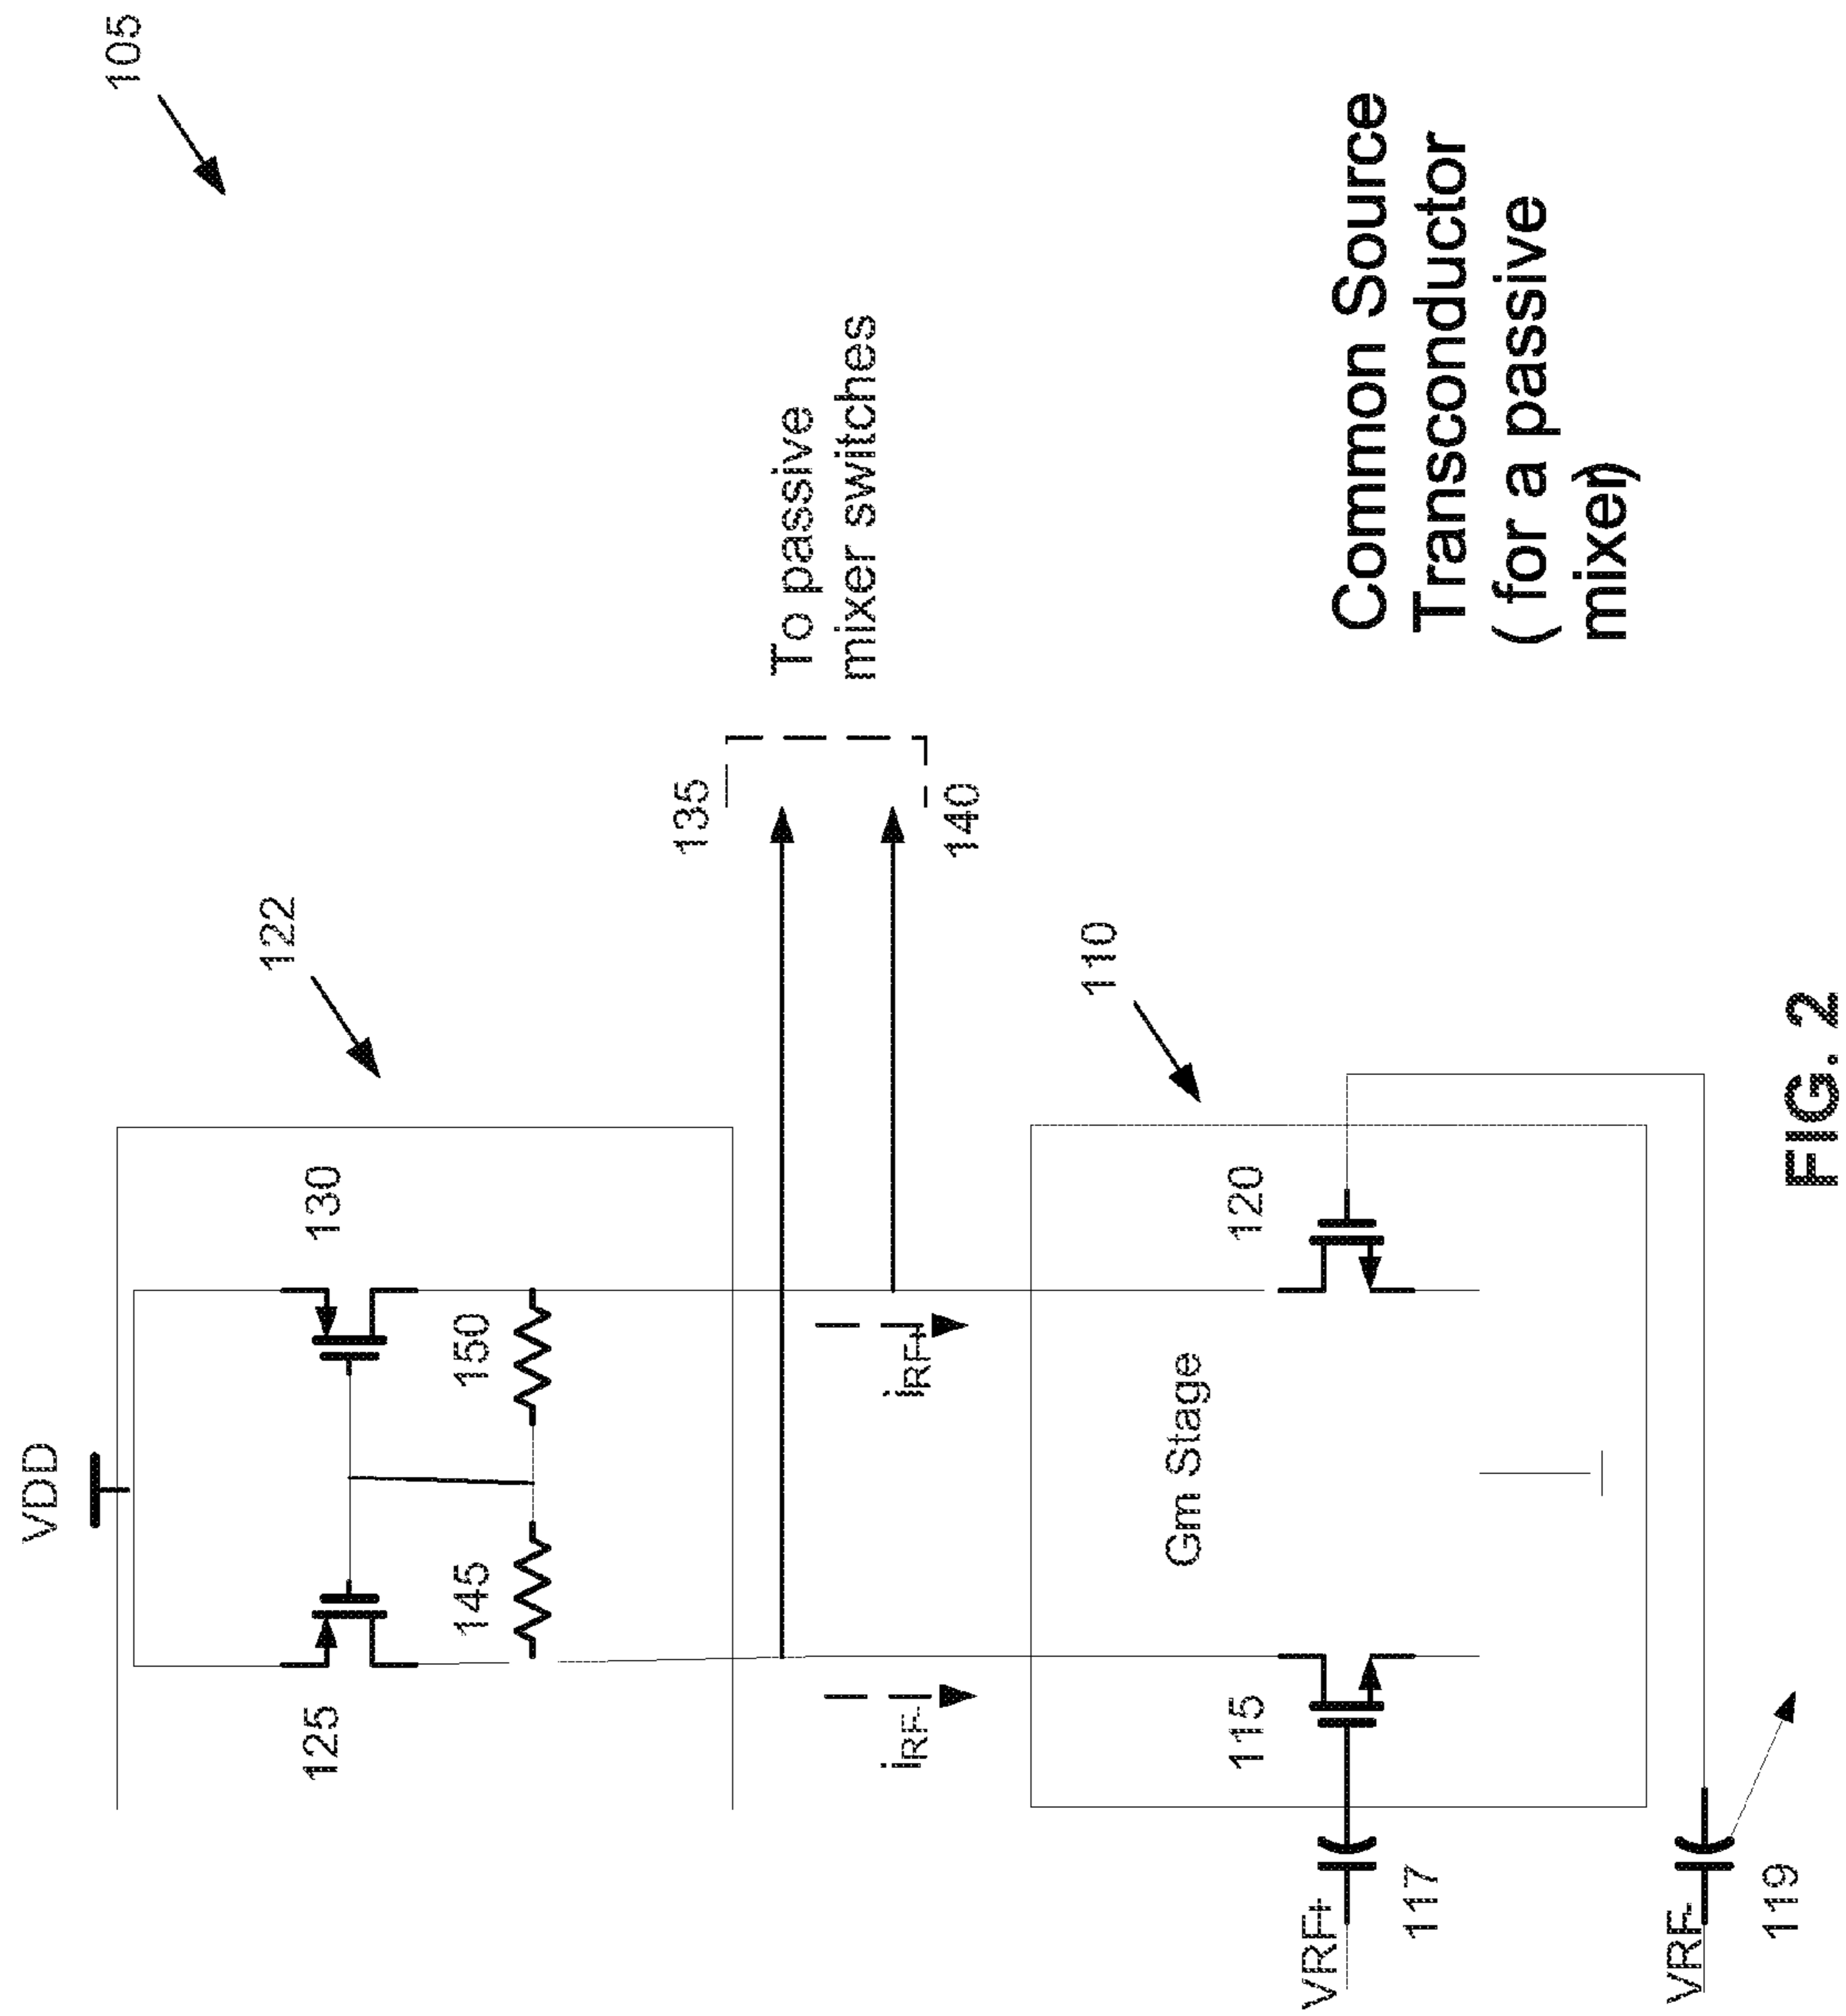 105
VDD
122
125
130
145
150
135
To passive
mixer switches
140
iRF-
iRF+
110
Gm Stage
115
120
VRF+
117
VRF-
119
Common Source
Transconductor
( for a passive
mixer)
FIG. 2